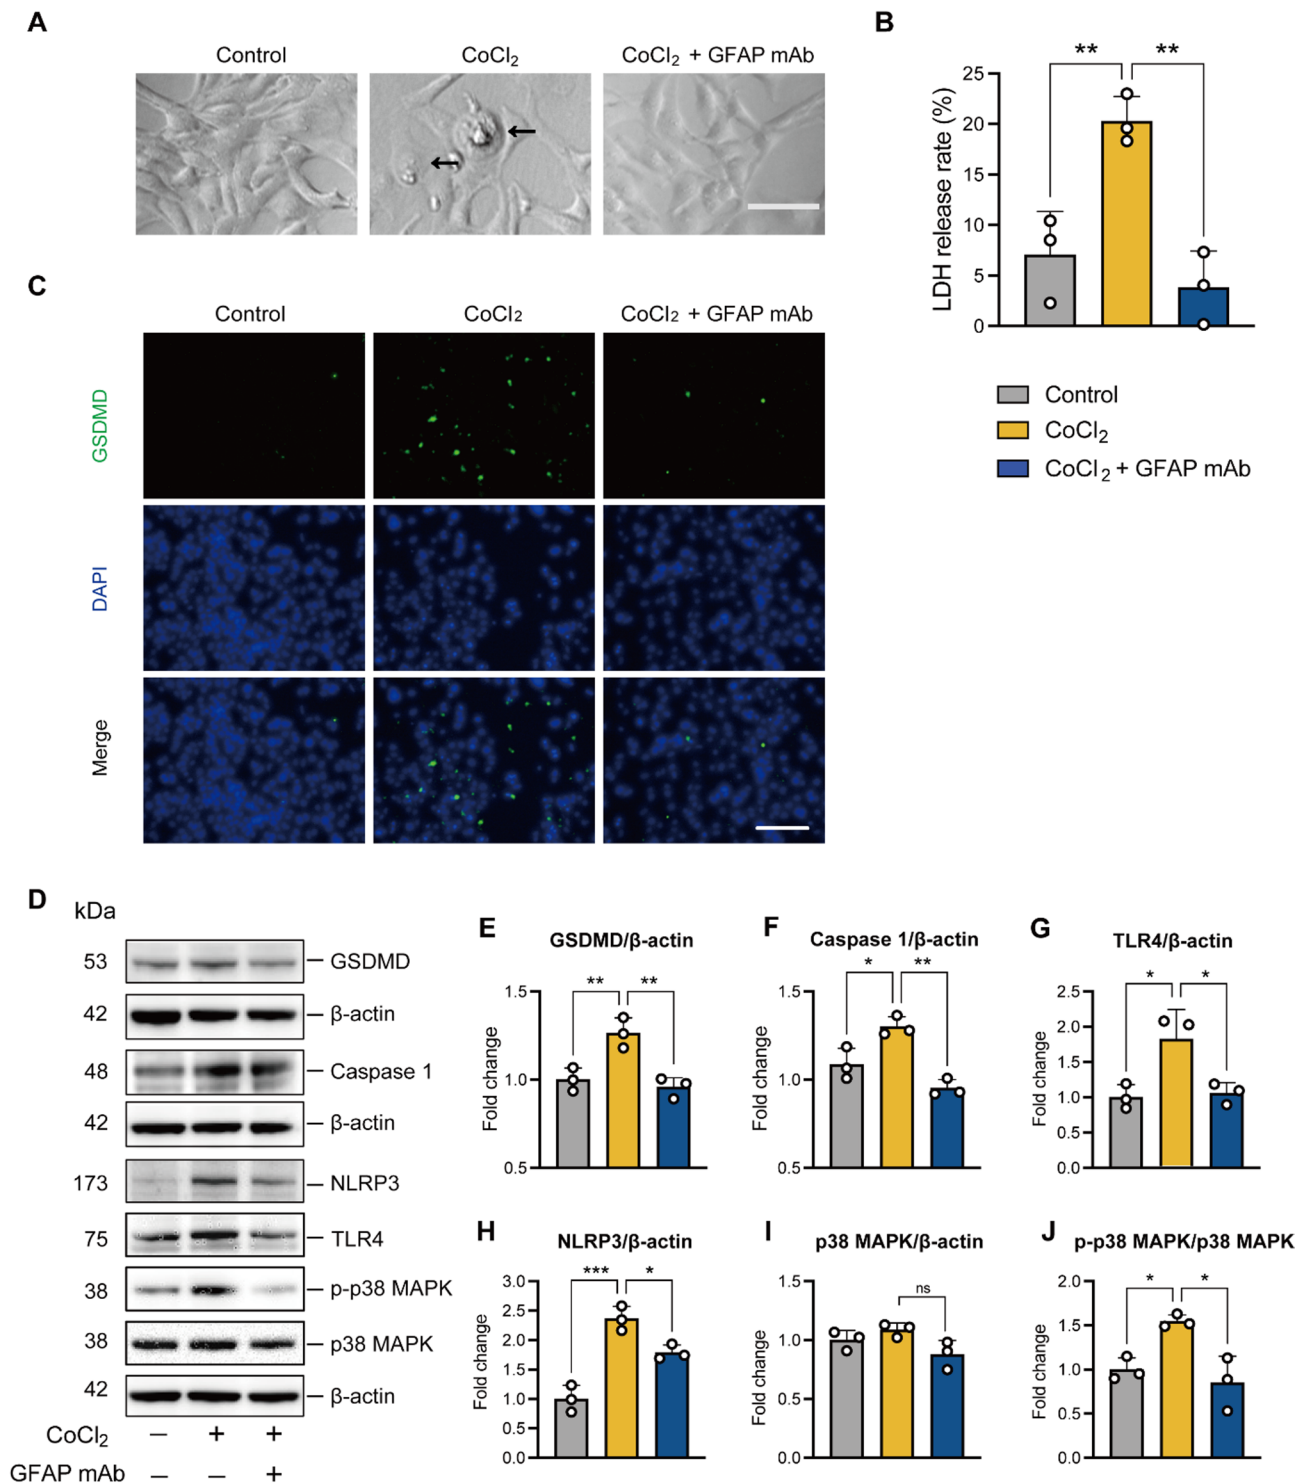 A
Control
CoCl2
CoCl2 + GFAP mAb
B
**
**
LDH release rate (%)
25
20
15
10
5
0
Control
CoCl2
CoCl2 + GFAP mAb
C
Control
CoCl2
CoCl2 + GFAP mAb
GSDMD
DAPI
Merge
D
kDa
53
GSDMD
42
β-actin
48
Caspase 1
42
β-actin
173
NLRP3
75
TLR4
38
p-p38 MAPK
38
p38 MAPK
42
β-actin
CoCl2 – + +
GFAP mAb – – +
E
GSDMD/β-actin
**
**
Fold change
1.5
1.0
0.5
F
Caspase 1/β-actin
*
**
Fold change
1.5
1.0
0.5
G
TLR4/β-actin
*
*
Fold change
2.5
2.0
1.5
1.0
0.5
0.0
H
NLRP3/β-actin
***
*
Fold change
3.0
2.5
2.0
1.5
1.0
0.5
0.0
I
p38 MAPK/β-actin
ns
Fold change
1.5
1.0
0.5
0.0
J
p-p38 MAPK/p38 MAPK
*
*
Fold change
2.0
1.5
1.0
0.5
0.0